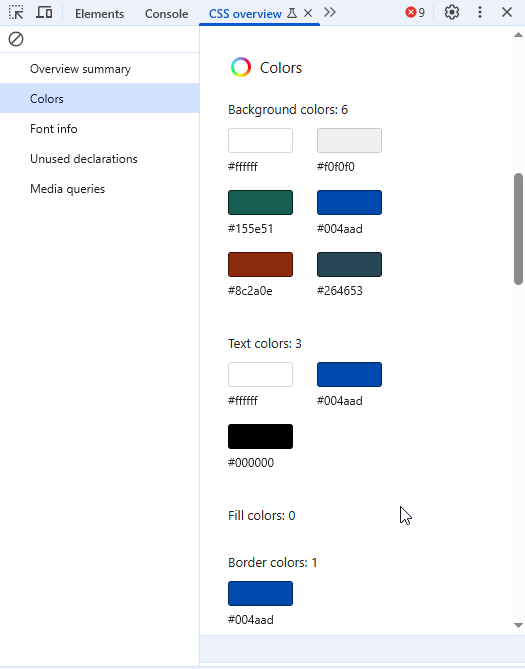 Elements Console CSS overview 9
Overview summary
Colors
Font info
Unused declarations
Media queries
Colors
Background colors: 6
#ffffff #f0f0f0
#155e51 #004aad
#8c2a0e #264653
Text colors: 3
#ffffff #004aad
#000000
Fill colors: 0
Border colors: 1
#004aad